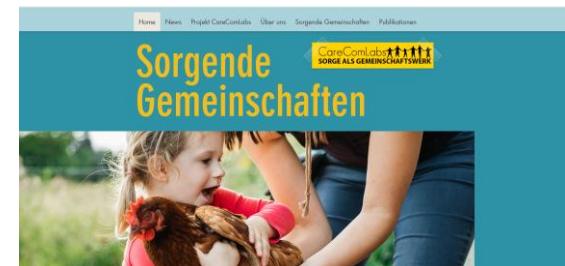 Home News Projekt CareComLabs Über uns Sorgende Gemeinschaften Publikationen
CareComLabs
SORGE ALS GEMEINSCHAFTSWERK
Sorgende
Gemeinschaften